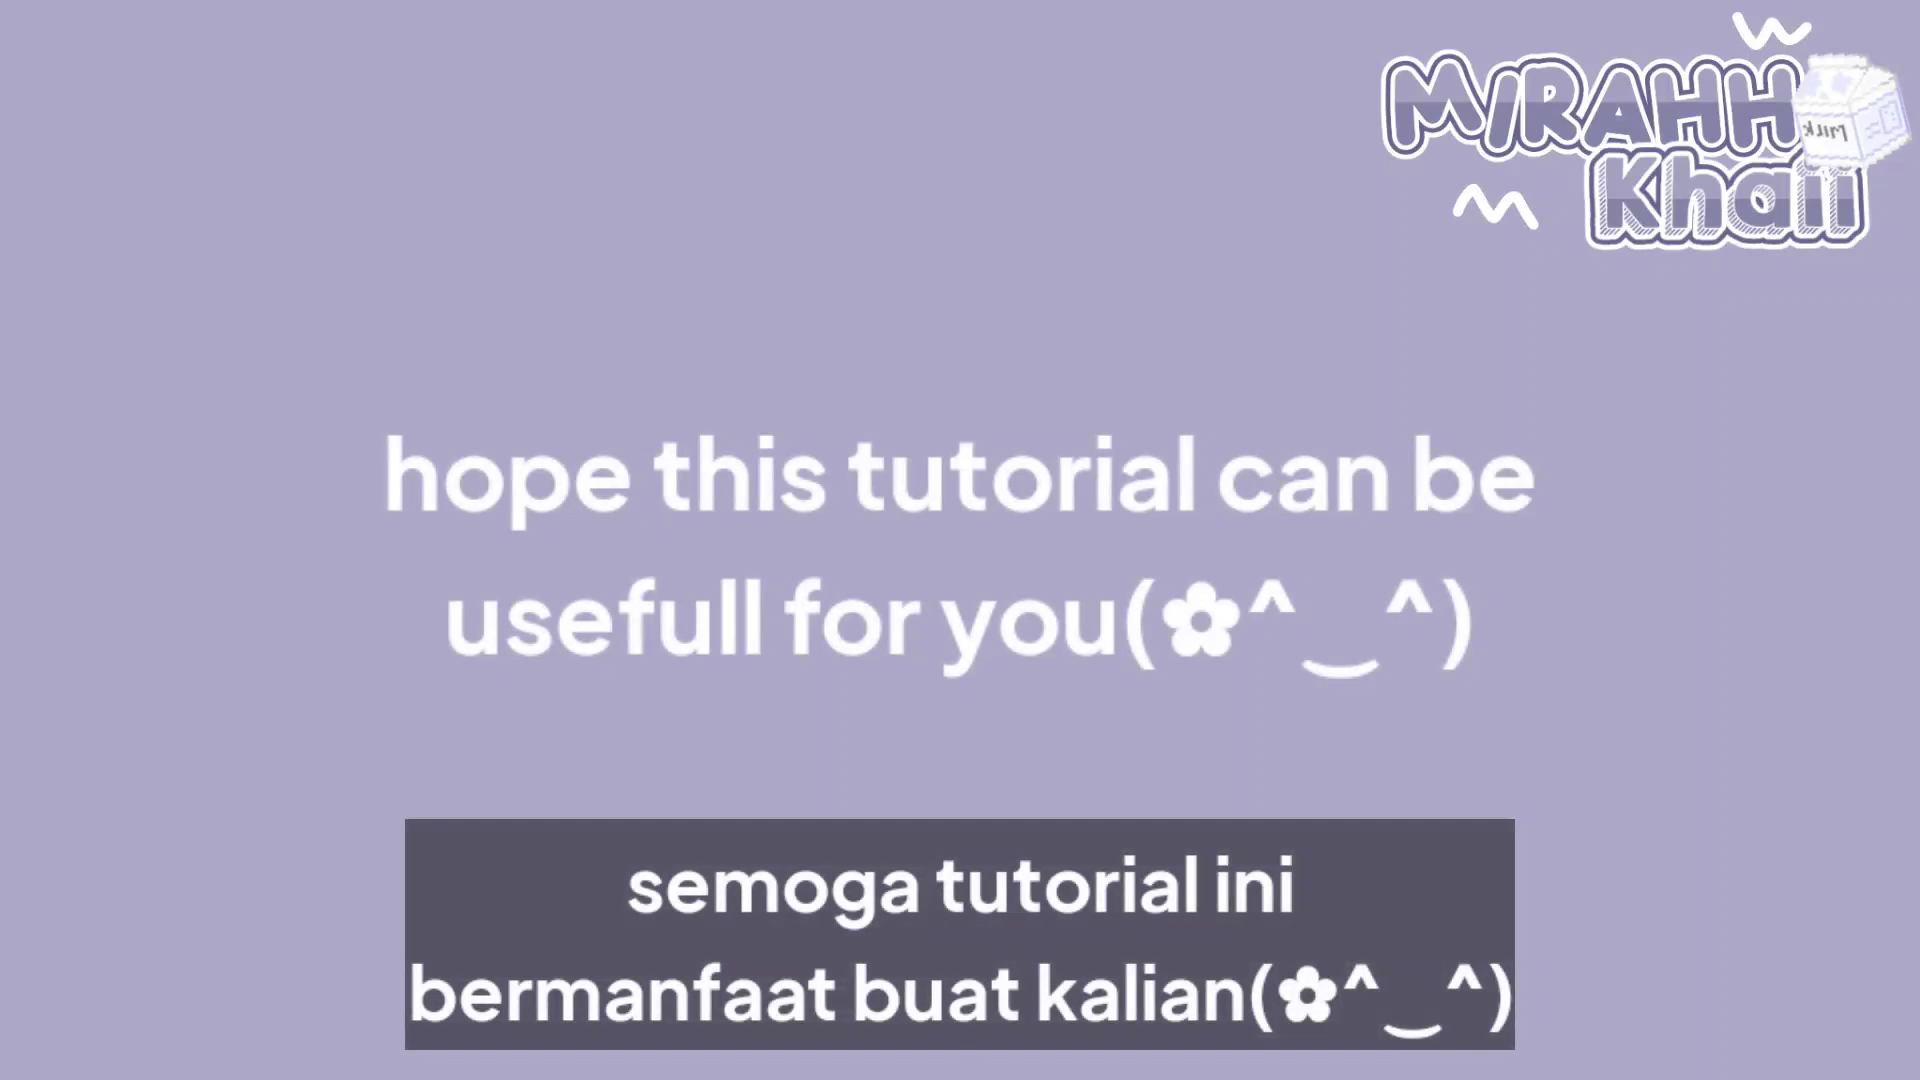 MIRAHH
Khaii
milk
hope this tutorial can be
usefull for you(✿^‿^)
semoga tutorial ini
bermanfaat buat kalian(✿^‿^)